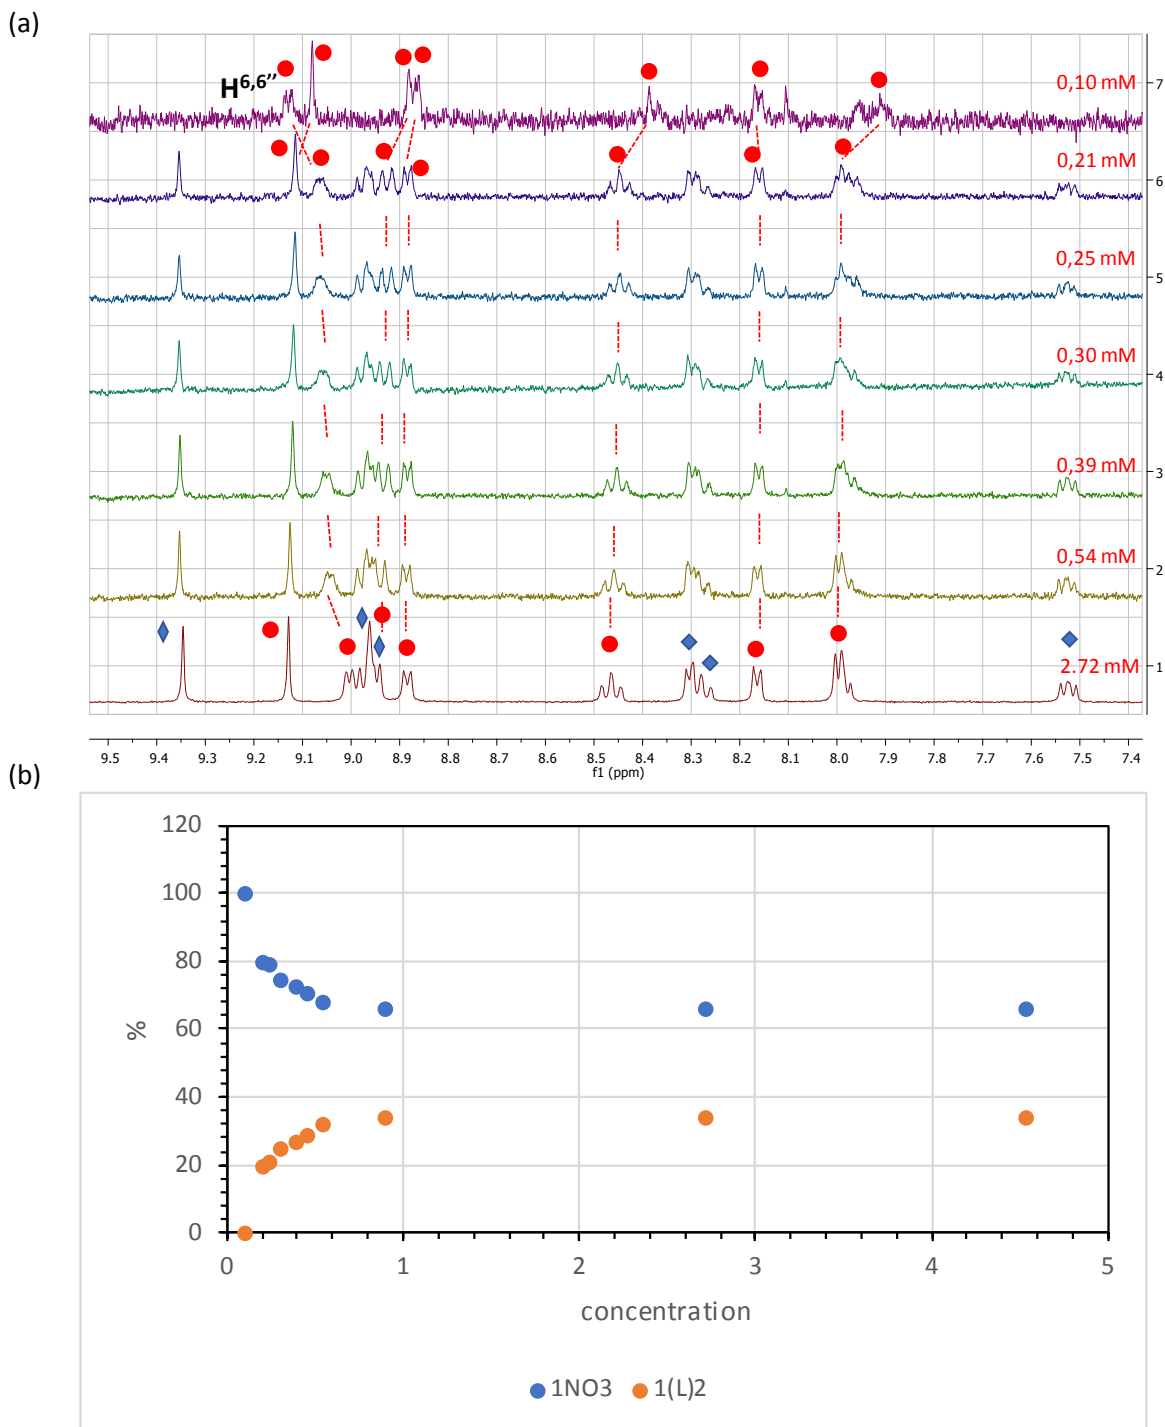 (a)
H6,6’’
0,10 mM
7
0,21 mM
6
0,25 mM
5
0,30 mM
4
0,39 mM
3
0,54 mM
2
2.72 mM
1
9.5 9.4 9.3 9.2 9.1 9.0 8.9 8.8 8.7 8.6 8.5 8.4 8.3 8.2 8.1 8.0 7.9 7.8 7.7 7.6 7.5 7.4
f1 (ppm)
(b)
120
100
80
60
40
20
0
%
0 1 2 3 4 5
concentration
1NO3 1(L)2